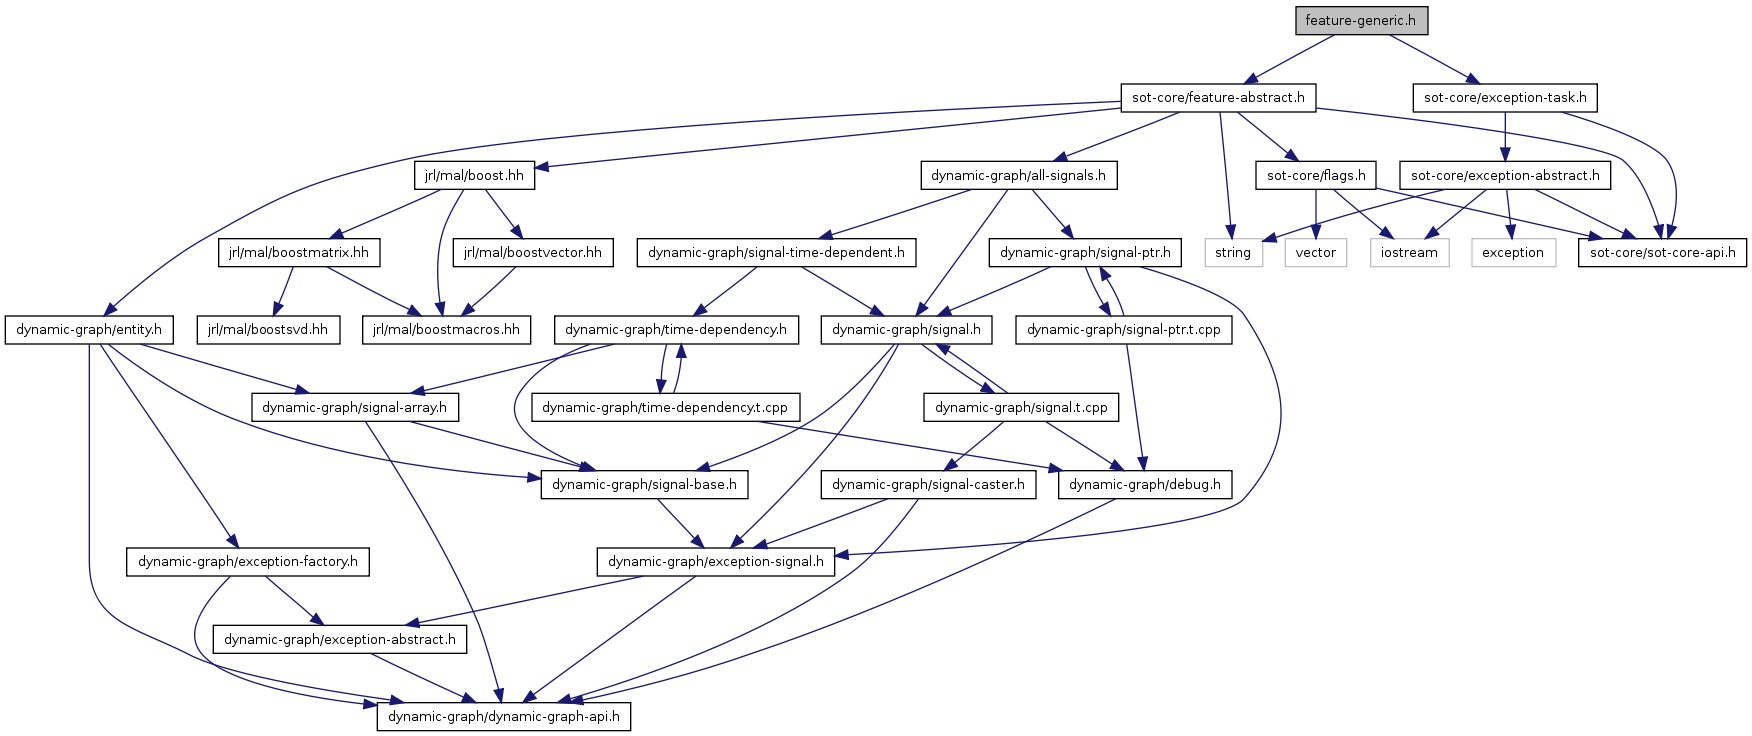 feature-generic.h
sot-core/feature-abstract.h
sot-core/exception-task.h
jrl/mal/boost.hh
dynamic-graph/all-signals.h
sot-core/flags.h
sot-core/exception-abstract.h
jrl/mal/boostmatrix.hh
jrl/mal/boostvector.hh
dynamic-graph/signal-time-dependent.h
dynamic-graph/signal-ptr.h
string
vector
iostream
exception
sot-core/sot-core-api.h
dynamic-graph/entity.h
jrl/mal/boostsvd.hh
jrl/mal/boostmacros.hh
dynamic-graph/time-dependency.h
dynamic-graph/signal.h
dynamic-graph/signal-ptr.t.cpp
dynamic-graph/signal-array.h
dynamic-graph/time-dependency.t.cpp
dynamic-graph/signal.t.cpp
dynamic-graph/signal-base.h
dynamic-graph/signal-caster.h
dynamic-graph/debug.h
dynamic-graph/exception-factory.h
dynamic-graph/exception-signal.h
dynamic-graph/exception-abstract.h
dynamic-graph/dynamic-graph-api.h